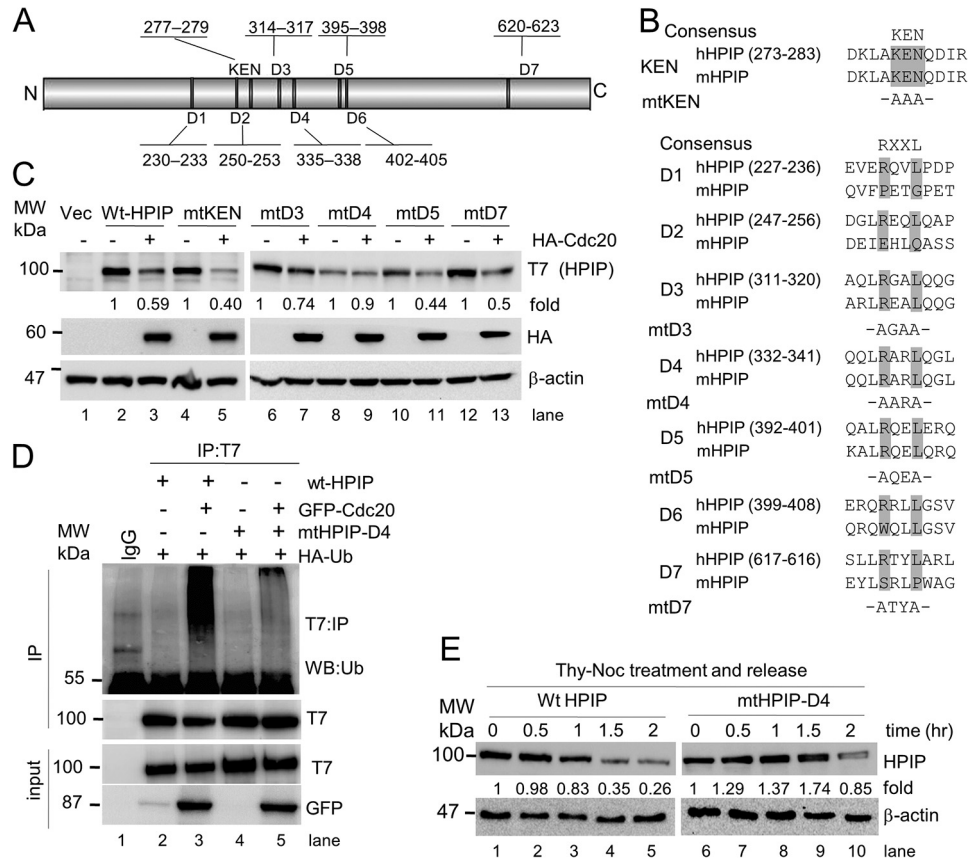 A
277–279
314–317
395–398
620-623
KEN
D3
D5
D7
N
C
D1
D2
D4
D6
230–233
250-253
335–338
402-405
B
Consensus KEN
KEN
hHPIP (273-283) DKLAKENQDIR
mHPIP DKLAKENQDIR
mtKEN –AAA–
Consensus RXXL
D1
hHPIP (227-236) EVERQVLPDP
mHPIP QVFPETGPET
D2
hHPIP (247-256) DGLREQLQAP
mHPIP DEIEHLQASS
D3
hHPIP (311-320) AQLRGALQQG
mHPIP ARLREALQQG
mtD3 –AGAA–
D4
hHPIP (332-341) QQLRARLQGL
mHPIP QQLRARLQGL
mtD4 –AARA–
D5
hHPIP (392-401) QALRQELERQ
mHPIP KALRQELQRQ
mtD5 –AQEA–
D6
hHPIP (399-408) ERQRRLLGSV
mHPIP QRQWQLLGSV
D7
hHPIP (617-616) SLLRTYLARL
mHPIP EYLSRLPWAG
mtD7 –ATYA–
C
MW kDa
Vec Wt-HPIP mtKEN mtD3 mtD4 mtD5 mtD7
- - + - + - + - + - + - + HA-Cdc20
100 T7 (HPIP)
1 0.59 1 0.40 1 0.74 1 0.9 1 0.44 1 0.5 fold
60 HA
47 β-actin
1 2 3 4 5 6 7 8 9 10 11 12 13 lane
D
IP:T7
+ + - - wt-HPIP
- + - + GFP-Cdc20
- - + + mtHPIP-D4
+ + + + HA-Ub
MW kDa
IgG
IP
T7:IP
WB:Ub
55
100 T7
input
100 T7
87 GFP
1 2 3 4 5 lane
E
Thy-Noc treatment and release
MW kDa
Wt HPIP mtHPIP-D4
0 0.5 1 1.5 2 0 0.5 1 1.5 2 time (hr)
100 HPIP
1 0.98 0.83 0.35 0.26 1 1.29 1.37 1.74 0.85 fold
47 β-actin
1 2 3 4 5 6 7 8 9 10 lane